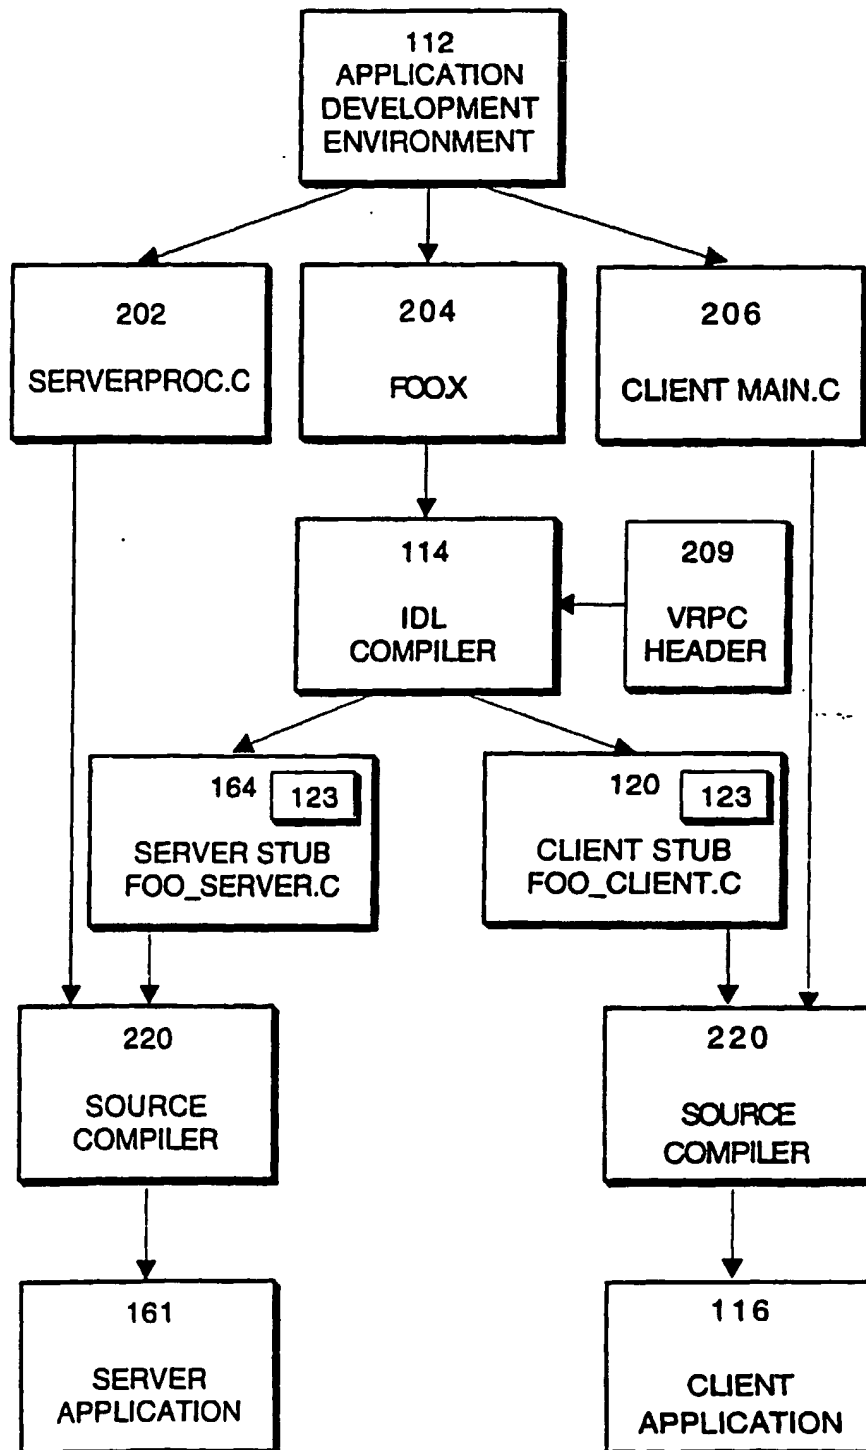 112
APPLICATION
DEVELOPMENT
ENVIRONMENT
202
SERVERPROC.C
204
FOO.X
206
CLIENT MAIN.C
114
IDL
COMPILER
209
VRPC
HEADER
164
123
SERVER STUB
FOO_SERVER.C
120
123
CLIENT STUB
FOO_CLIENT.C
220
SOURCE
COMPILER
220
SOURCE
COMPILER
161
SERVER
APPLICATION
116
CLIENT
APPLICATION